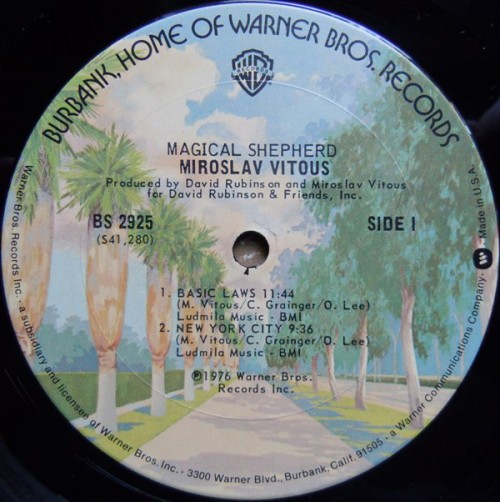 BURBANK, HOME OF WARNER BROS. RECORDS
WB
RECORDS
MAGICAL SHEPHERD
MIROSLAV VITOUS
Produced by David Rubinson and Miroslav Vitous
for David Rubinson & Friends, Inc.
BS 2925
(S41,280)
SIDE 1
1. BASIC LAWS 11:44
(M. Vitous/C. Grainger/O. Lee)
Ludmila Music - BMI
2. NEW YORK CITY 9:36
(M. Vitous/C. Grainger/O. Lee)
Ludmila Music - BMI
℗1976 Warner Bros.
Records Inc.
Warner Bros. Records Inc. - a subsidiary and licensee of Warner Bros. Inc. - 3300 Warner Blvd., Burbank, Calif. 91505 - a Warner Communications Company - Made in U.S.A.